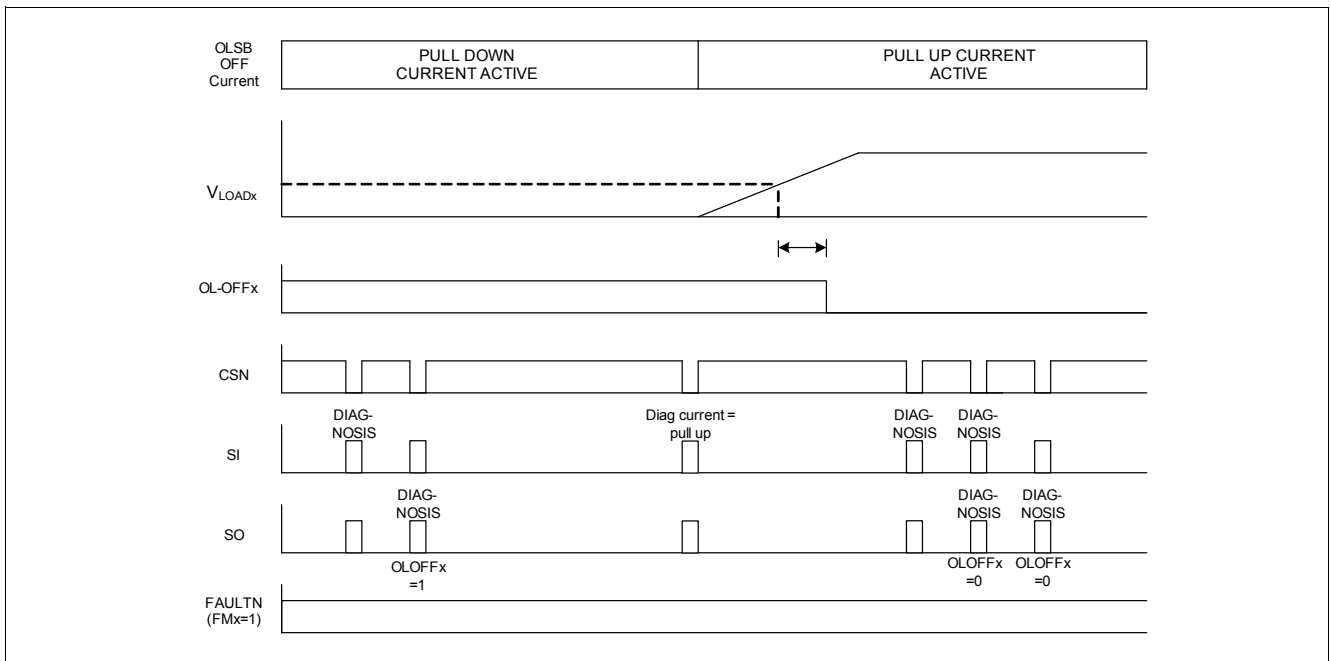 OLSB
OFF
Current
PULL DOWN
CURRENT ACTIVE
PULL UP CURRENT
ACTIVE
VLOADx
OL-OFFx
CSN
DIAG-
NOSIS
Diag current =
pull up
DIAG-
NOSIS
DIAG-
NOSIS
SI
DIAG-
NOSIS
DIAG-
NOSIS
DIAG-
NOSIS
SO
OLOFFx
=1
OLOFFx
=0
OLOFFx
=0
FAULTN
(FMx=1)